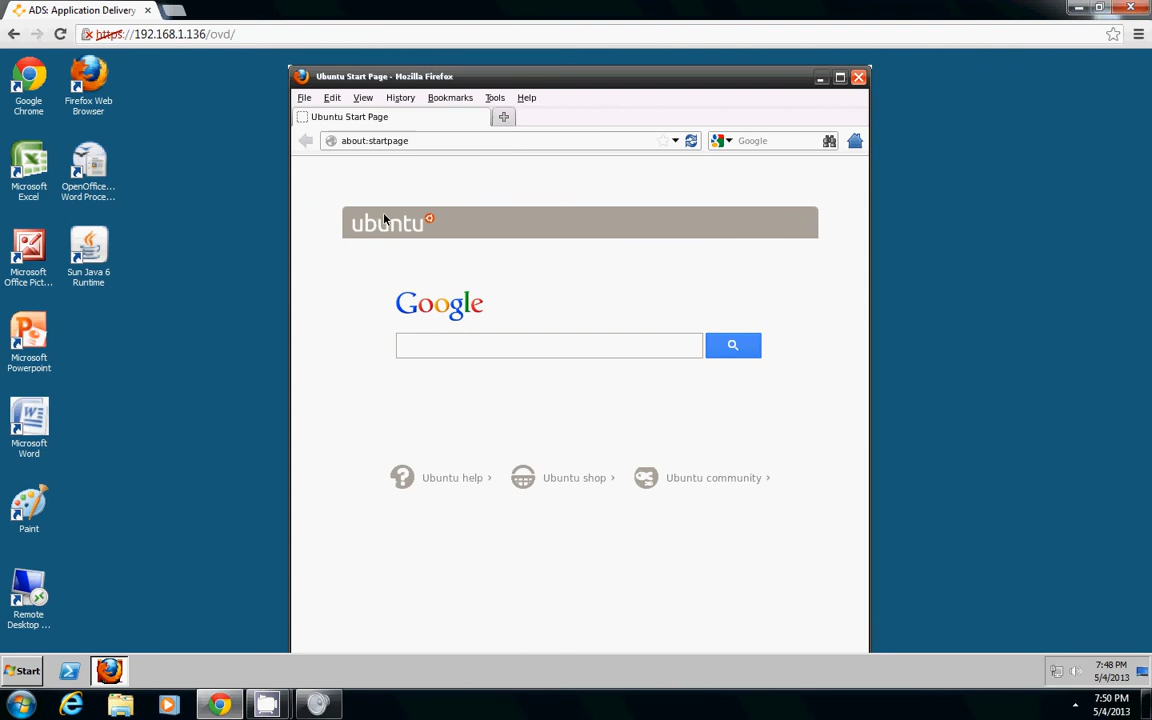 ADS: Application Delivery
https://192.168.1.136/ovd/
Google Chrome
Firefox Web Browser
Microsoft Excel
OpenOffice... Word Proce...
Microsoft Office Pict...
Sun Java 6 Runtime
Microsoft Powerpoint
Microsoft Word
Paint
Remote Desktop ...
Ubuntu Start Page - Mozilla Firefox
File Edit View History Bookmarks Tools Help
Ubuntu Start Page
about:startpage
Google
ubuntu
Google
Ubuntu help ›
Ubuntu shop ›
Ubuntu community ›
Start
7:48 PM
5/4/2013
7:50 PM
5/4/2013